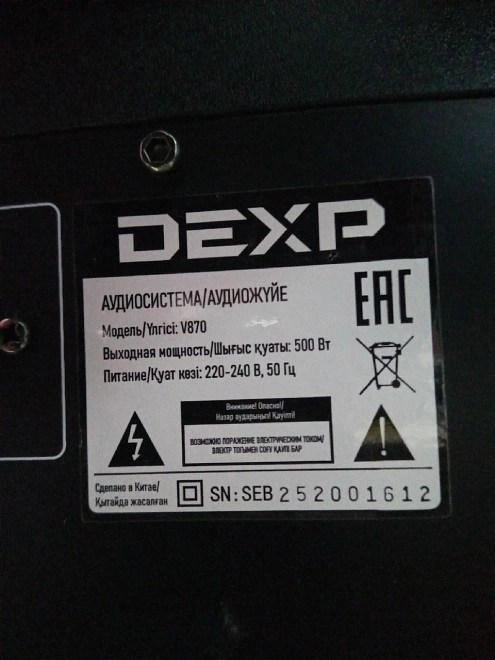 DEXP
АУДИОСИСТЕМА/АУДИОЖҮЙЕ
Модель/Үлгісі: V870
Выходная мощность/Шығыс қуаты: 500 Вт
Питание/Қуат көзі: 220-240 В, 50 Гц
EAC
Внимание! Опасно!/
Назар аударыңыз! Қауіпті!
ВОЗМОЖНО ПОРАЖЕНИЕ ЭЛЕКТРИЧЕСКИМ ТОКОМ/
ЭЛЕКТР ТОГЫМЕН СОҒУ ҚАУПІ БАР
Сделано в Китае/
Қытайда жасалған
SN: SEB 252001612